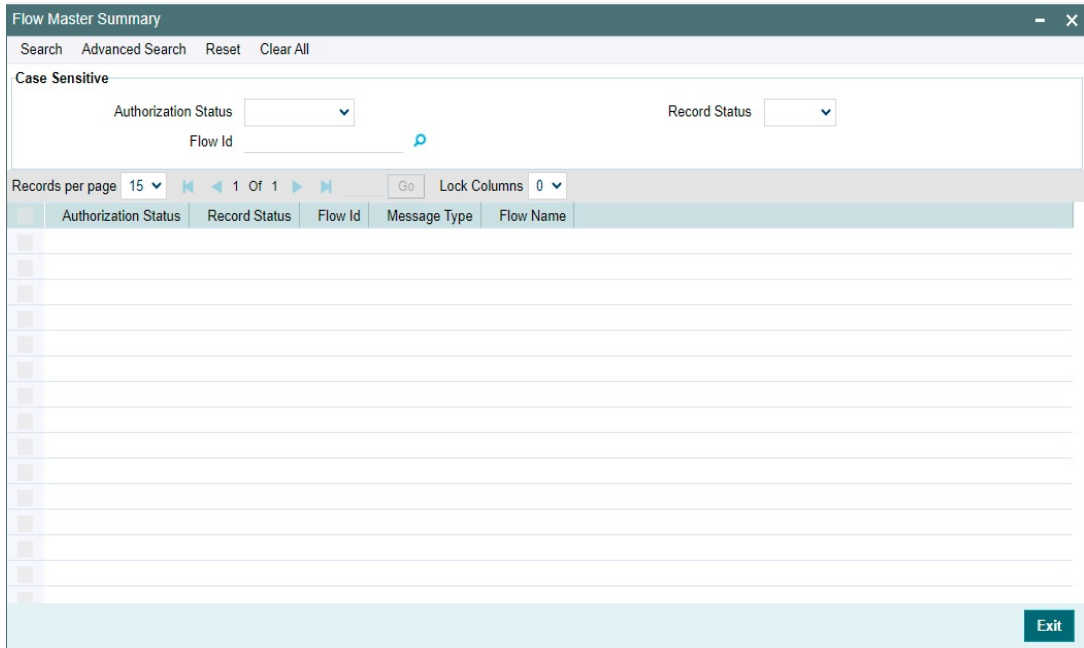 Flow Master Summary
Search Advanced Search Reset Clear All
Case Sensitive
Authorization Status Record Status
Flow Id
Records per page 15 1 Of 1 Go Lock Columns 0
Authorization Status Record Status Flow Id Message Type Flow Name
Exit